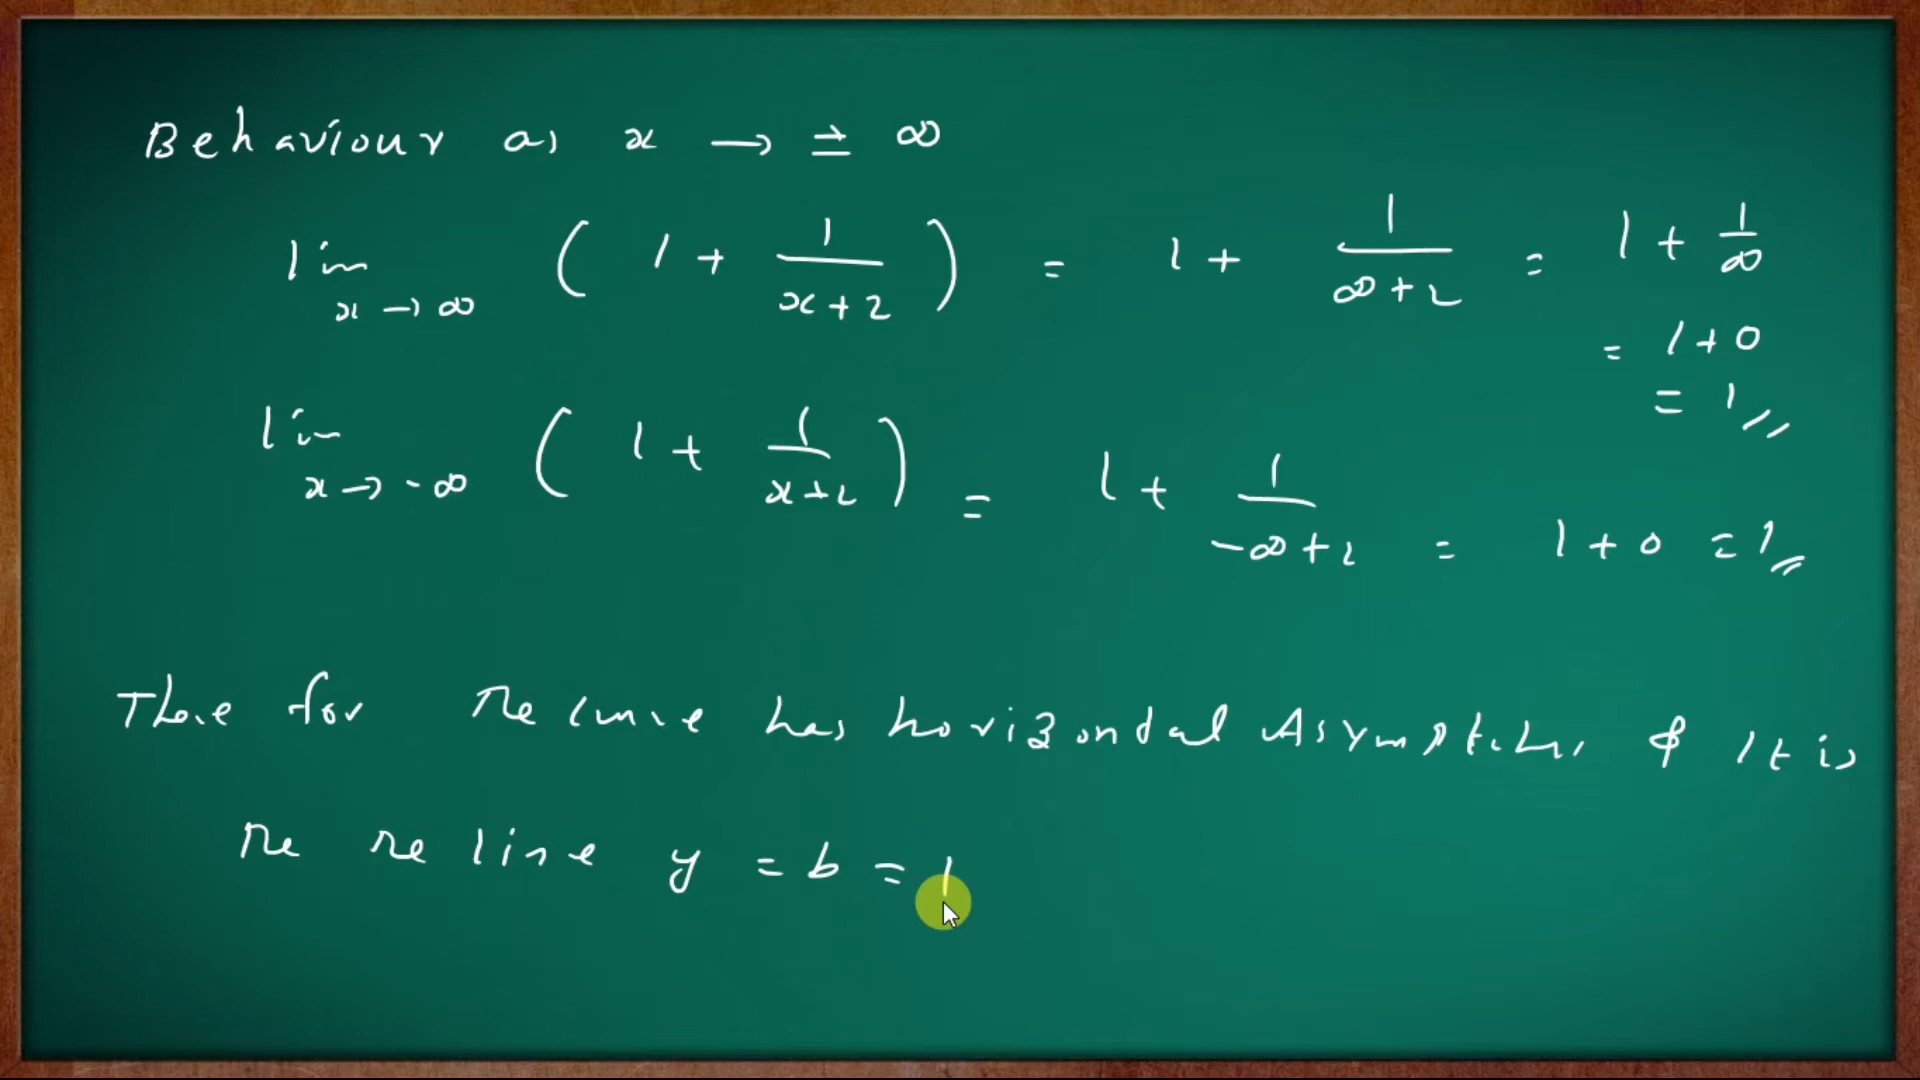 Behaviour as x → ± ∞
lim x → ∞ ( 1 + 1/(x+2) ) = 1 + 1/(∞+2) = 1 + 1/∞
= 1+0
= 1
lim x → -∞ ( 1 + 1/(x+2) ) = 1 + 1/(-∞+2) = 1 + 0 = 1
There for the curve has horizondal & It is
the the line y = b = 1